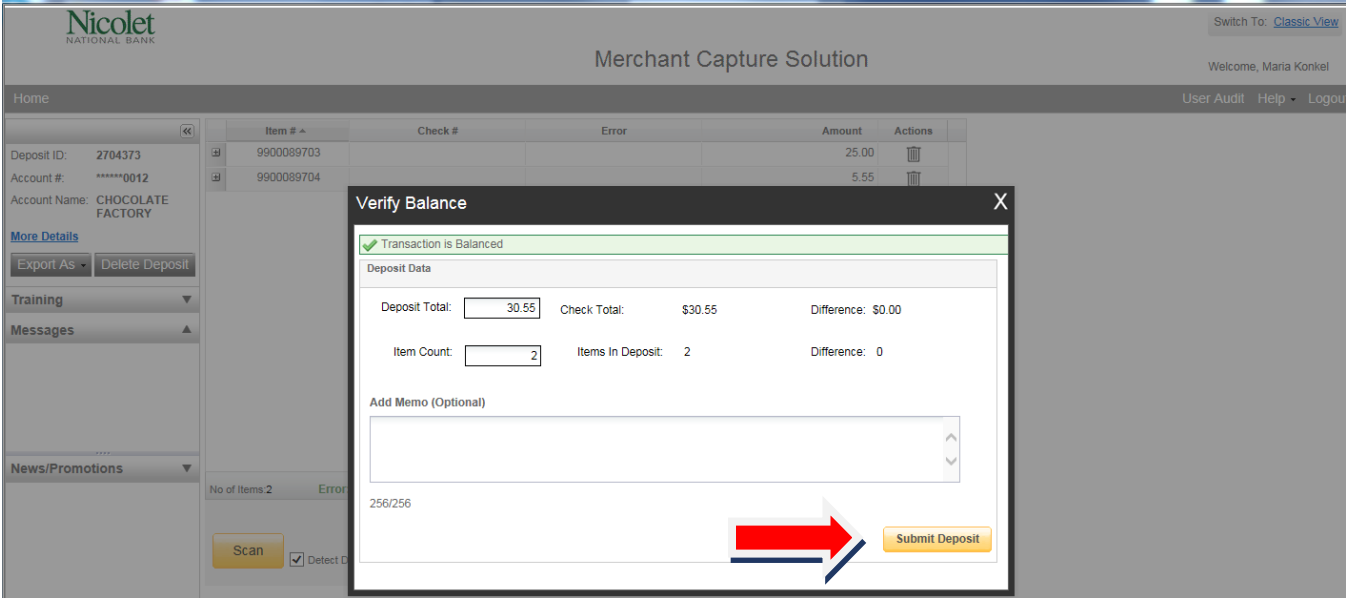 Nicolet
NATIONAL BANK
Switch To: Classic View
Merchant Capture Solution
Welcome, Maria Konkel
Home
User Audit Help Logou
Item # Check # Error Amount Actions
Deposit ID: 2704373
9900089703 25.00
Account #: ******0012
9900089704 5.55
Account Name: CHOCOLATE
FACTORY
More Details
Export As Delete Deposit
Training
Messages
News/Promotions
Verify Balance X
Transaction is Balanced
Deposit Data
Deposit Total: 30.55 Check Total: $30.55 Difference: $0.00
Item Count: 2 Items In Deposit: 2 Difference: 0
Add Memo (Optional)
256/256
Submit Deposit
No of Items:2 Error
Scan Detect D